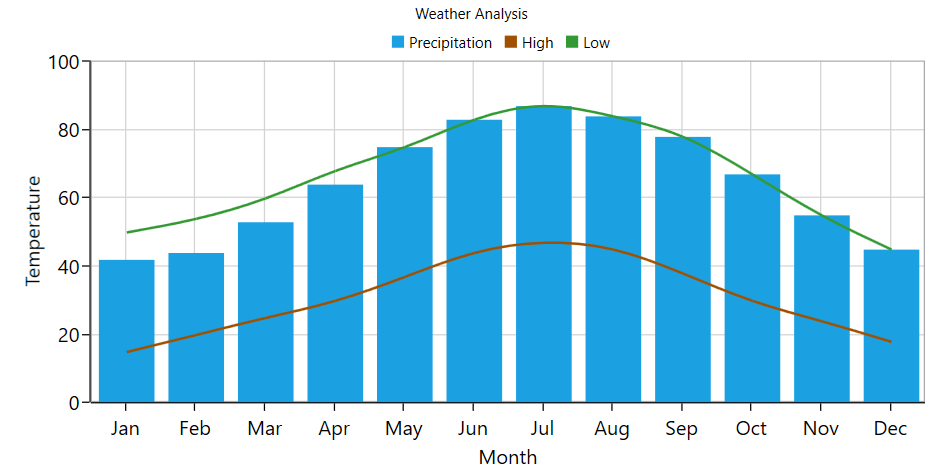 Weather Analysis
Precipitation High Low
Temperature
100
80
60
40
20
0
Jan Feb Mar Apr May Jun Jul Aug Sep Oct Nov Dec
Month